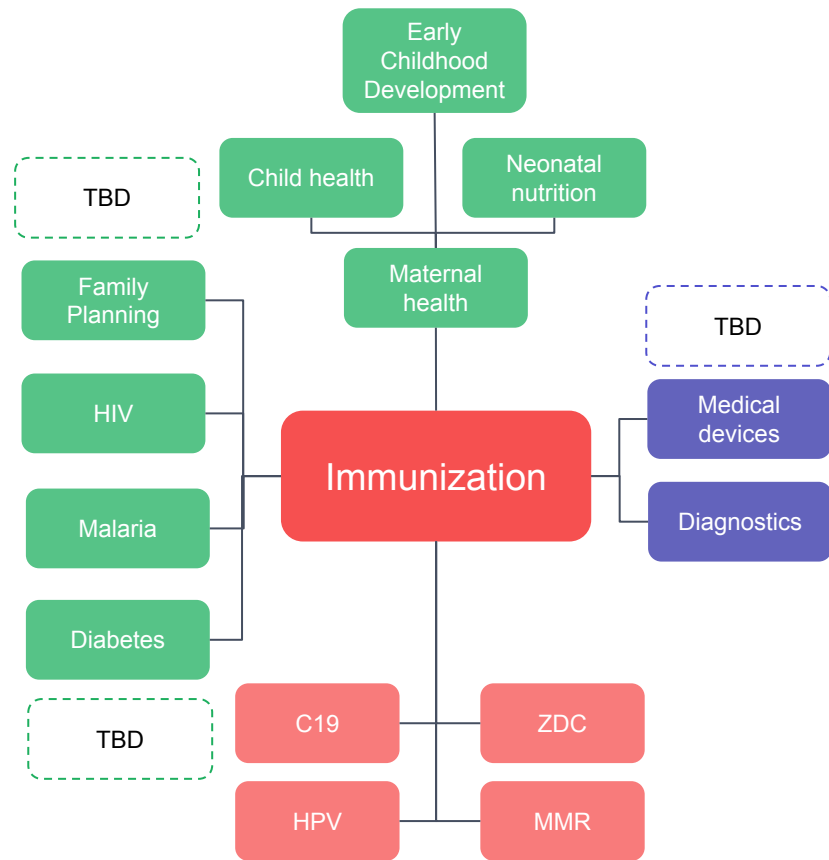 Early
Childhood
Development
Child health
Neonatal
nutrition
TBD
Maternal
health
Family
Planning
TBD
HIV
Medical
devices
Immunization
Malaria
Diagnostics
Diabetes
C19
ZDC
TBD
HPV
MMR